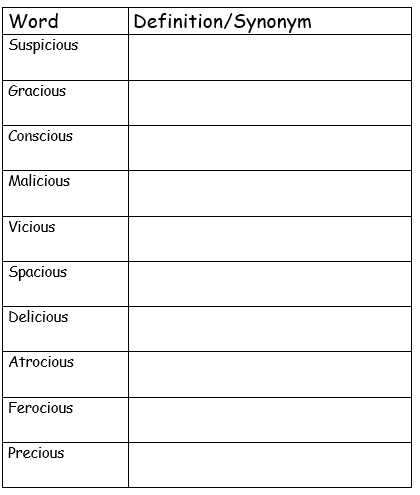 Word Definition/Synonym
Suspicious
Gracious
Conscious
Malicious
Vicious
Spacious
Delicious
Atrocious
Ferocious
Precious